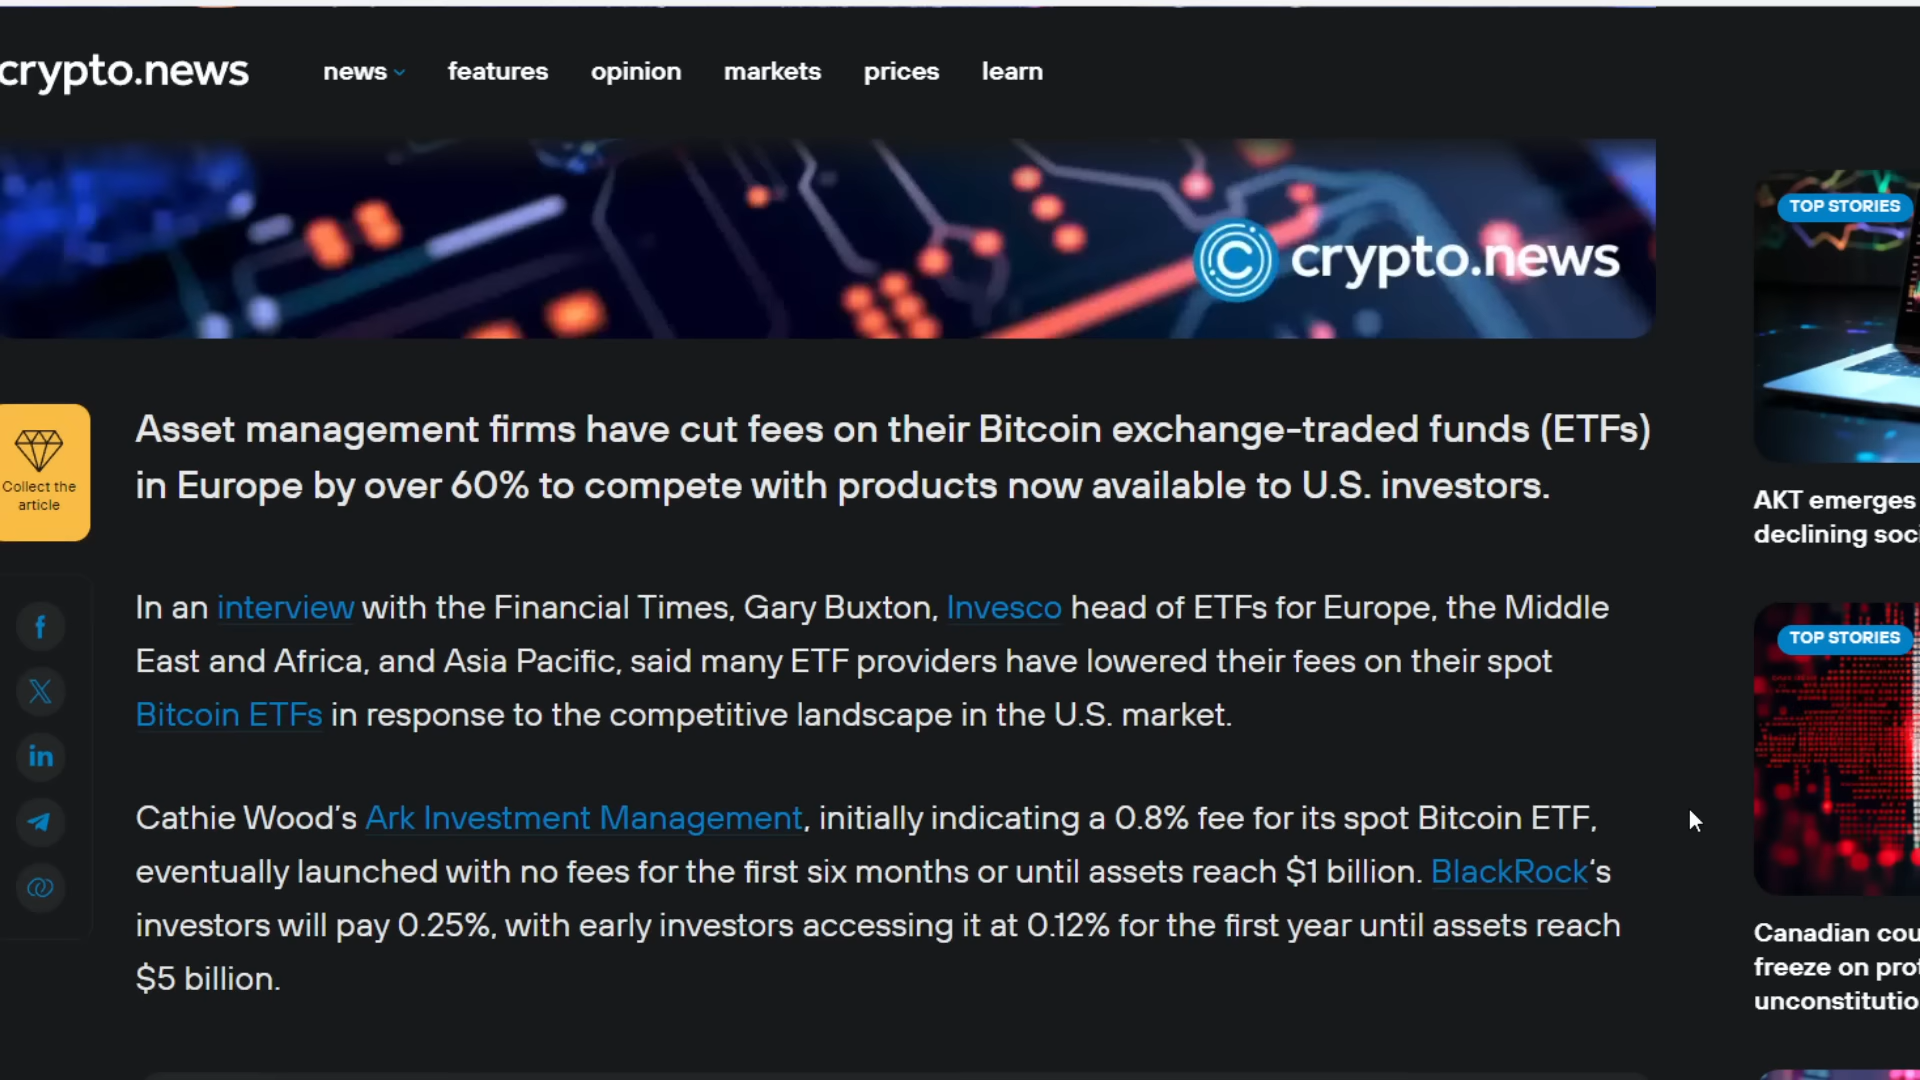 crypto.news
news
features
opinion
markets
prices
learn
crypto.news
TOP STORIES
Collect the
article
Asset management firms have cut fees on their Bitcoin exchange-traded funds (ETFs)
in Europe by over 60% to compete with products now available to U.S. investors.
AKT emerges
declining
In an interview with the Financial Times, Gary Buxton, Invesco head of ETFs for Europe, the Middle
East and Africa, and Asia Pacific, said many ETF providers have lowered their fees on their spot
Bitcoin ETFs in response to the competitive landscape in the U.S. market.
TOP STORIES
Cathie Wood’s Ark Investment Management, initially indicating a 0.8% fee for its spot Bitcoin ETF,
eventually launched with no fees for the first six months or until assets reach $1 billion. BlackRock‘s
investors will pay 0.25%, with early investors accessing it at 0.12% for the first year until assets reach
$5 billion.
Canadian
freeze on